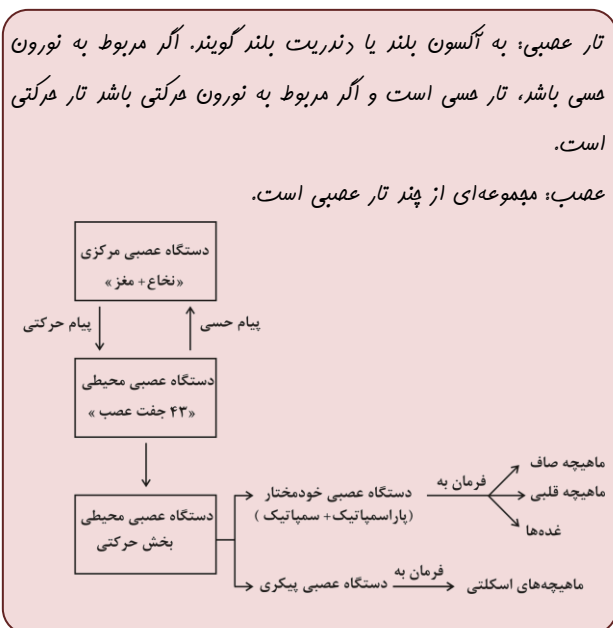 تار عصبی: به آکسون بلند یا دندریت بلند گویند. اگر مربوط به نورون
حسی باشد، تار حسی است و اگر مربوط به نورون حرکتی باشد تار حرکتی
است.
عصب: مجموعه‌ای از چند تار عصبی است.
دستگاه عصبی مرکزی
«نخاع + مغز»
پیام حسی
پیام حرکتی
دستگاه عصبی محیطی
«۴۳ جفت عصب»
دستگاه عصبی محیطی
بخش حرکتی
دستگاه عصبی خودمختار
(پاراسمپاتیک+ سمپاتیک)
فرمان به
ماهیچه صاف
ماهیچه قلبی
غده‌ها
دستگاه عصبی پیکری
فرمان به
ماهیچه‌های اسکلتی